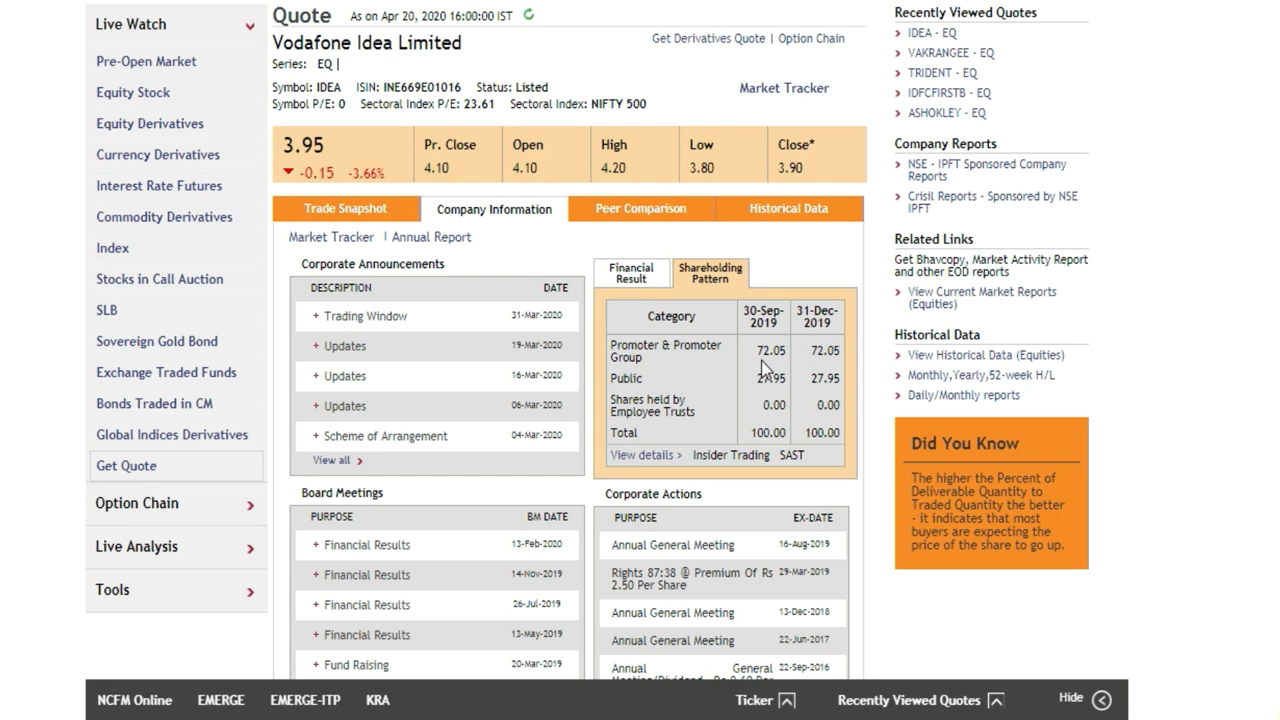 Live Watch
Pre-Open Market
Equity Stock
Equity Derivatives
Currency Derivatives
Interest Rate Futures
Commodity Derivatives
Index
Stocks in Call Auction
SLB
Sovereign Gold Bond
Exchange Traded Funds
Bonds Traded in CM
Global Indices Derivatives
Get Quote
Option Chain
Live Analysis
Tools
Quote As on Apr 20, 2020 16:00:00 IST
Vodafone Idea Limited
Get Derivatives Quote | Option Chain
Series: EQ |
Symbol: IDEA ISIN: INE669E01016 Status: Listed
Market Tracker
Symbol P/E: 0 Sectoral Index P/E: 23.61 Sectoral Index: NIFTY 500
3.95 Pr. Close Open High Low Close*
-0.15 -3.66% 4.10 4.10 4.20 3.80 3.90
Trade Snapshot Company Information Peer Comparison Historical Data
Market Tracker | Annual Report
Corporate Announcements
DESCRIPTION DATE
+ Trading Window 31-Mar-2020
+ Updates 19-Mar-2020
+ Updates 16-Mar-2020
+ Updates 06-Mar-2020
+ Scheme of Arrangement 04-Mar-2020
View all >
Financial Result
Shareholding Pattern
Category 30-Sep-2019 31-Dec-2019
Promoter & Promoter Group 72.05 72.05
Public 27.95 27.95
Shares held by Employee Trusts 0.00 0.00
Total 100.00 100.00
View details > Insider Trading SAST
Board Meetings
PURPOSE BM DATE
+ Financial Results 13-Feb-2020
+ Financial Results 14-Nov-2019
+ Financial Results 26-Jul-2019
+ Financial Results 13-May-2019
+ Fund Raising 20-Mar-2019
Corporate Actions
PURPOSE EX-DATE
Annual General Meeting 16-Aug-2019
Rights 87:38 @ Premium Of Rs 29-Mar-2019
2.50 Per Share
Annual General Meeting 13-Dec-2018
Annual General Meeting 22-Jun-2017
Annual General 22-Sep-2016
Recently Viewed Quotes
> IDEA - EQ
> VAKRANGEE - EQ
> TRIDENT - EQ
> IDFCFIRSTB - EQ
> ASHOKLEY - EQ
Company Reports
> NSE - IPFT Sponsored Company
Reports
> Crisil Reports - Sponsored by NSE
IPFT
Related Links
Get Bhavcopy, Market Activity Report
and other EOD reports
> View Current Market Reports
(Equities)
Historical Data
> View Historical Data (Equities)
> Monthly,Yearly,52-week H/L
> Daily/Monthly reports
Did You Know
The higher the Percent of
Deliverable Quantity to
Traded Quantity the better
- it indicates that most
buyers are expecting the
price of the share to go up.
NCFM Online EMERGE EMERGE-ITP KRA Ticker Recently Viewed Quotes Hide